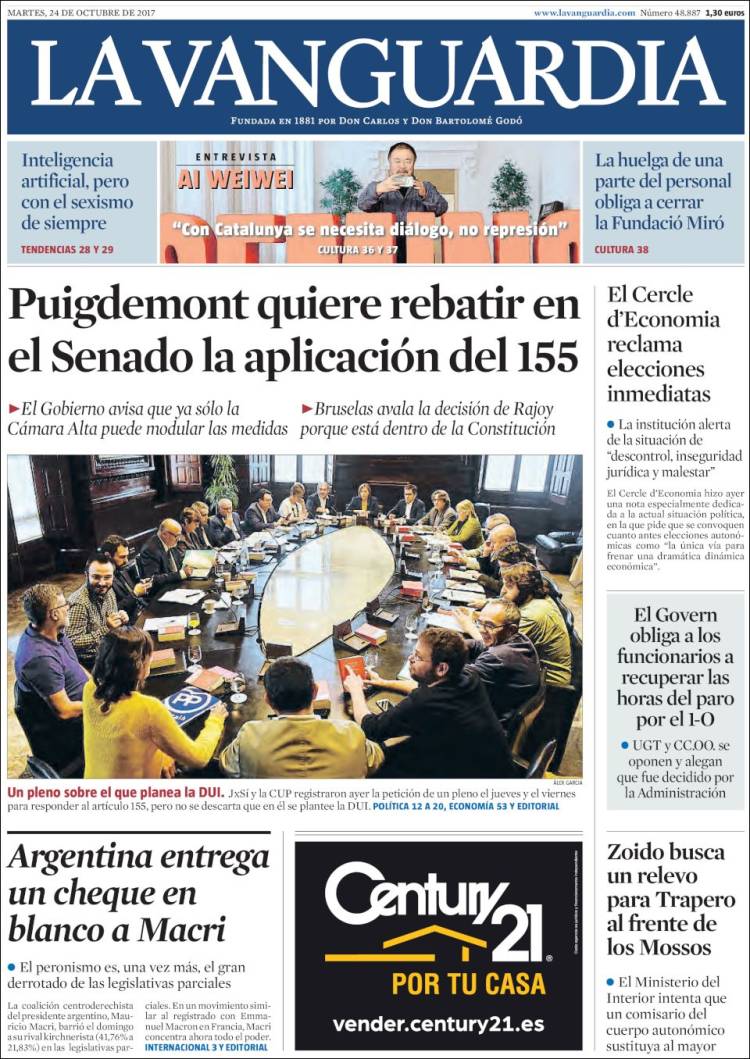 MARTES, 24 DE OCTUBRE DE 2017
www.lavanguardia.com Número 48.887 1,30 euros
LA VANGUARDIA
FUNDADA EN 1881 POR DON CARLOS Y DON BARTOLOMÉ GODÓ
Inteligencia
artificial, pero
con el sexismo
de siempre
TENDENCIAS 28 Y 29
ENTREVISTA
AI WEIWEI
“Con Catalunya se necesita diálogo, no represión”
CULTURA 36 Y 37
La huelga de una
parte del personal
obliga a cerrar
la Fundació Miró
CULTURA 38
Puigdemont quiere rebatir en
el Senado la aplicación del 155
►El Gobierno avisa que ya sólo la
Cámara Alta puede modular las medidas
►Bruselas avala la decisión de Rajoy
porque está dentro de la Constitución
PP
ÀLEX GARCIA
Un pleno sobre el que planea la DUI. JxSí y la CUP registraron ayer la petición de un pleno el jueves y el viernes
para responder al artículo 155, pero no se descarta que en él se plantee la DUI. POLÍTICA 12 A 20, ECONOMÍA 53 Y EDITORIAL
El Cercle
d’Economia
reclama
elecciones
inmediatas
● La institución alerta
de la situación de
“descontrol, inseguridad
jurídica y malestar”
El Cercle d’Economia hizo ayer
una nota especialmente dedica-
da a la actual situación política,
en la que pide que se convoquen
cuanto antes elecciones autonó-
micas como “la única vía para
frenar una dramática dinámica
económica”.
El Govern
obliga a los
funcionarios a
recuperar las
horas del paro
por el 1-O
● UGT y CC.OO. se
oponen y alegan
que fue decidido por
la Administración
Argentina entrega
un cheque en
blanco a Macri
● El peronismo es, una vez más, el gran
derrotado de las legislativas parciales
La coalición centroderechista
del presidente argentino, Mau-
ricio Macri, barrió el domingo
a su rival kirchnerista (41,76% a
21,83%) en las legislativas par-
ciales. En un movimiento simi-
lar al registrado con Emma-
nuel Macron en Francia, Macri
concentra ahora todo el poder.
INTERNACIONAL 3 Y EDITORIAL
Century 21®
POR TU CASA
vender.century21.es
Zoido busca
un relevo
para Trapero
al frente de
los Mossos
● El Ministerio del
Interior intenta que
un comisario del
cuerpo autonómico
sustituya al mayor